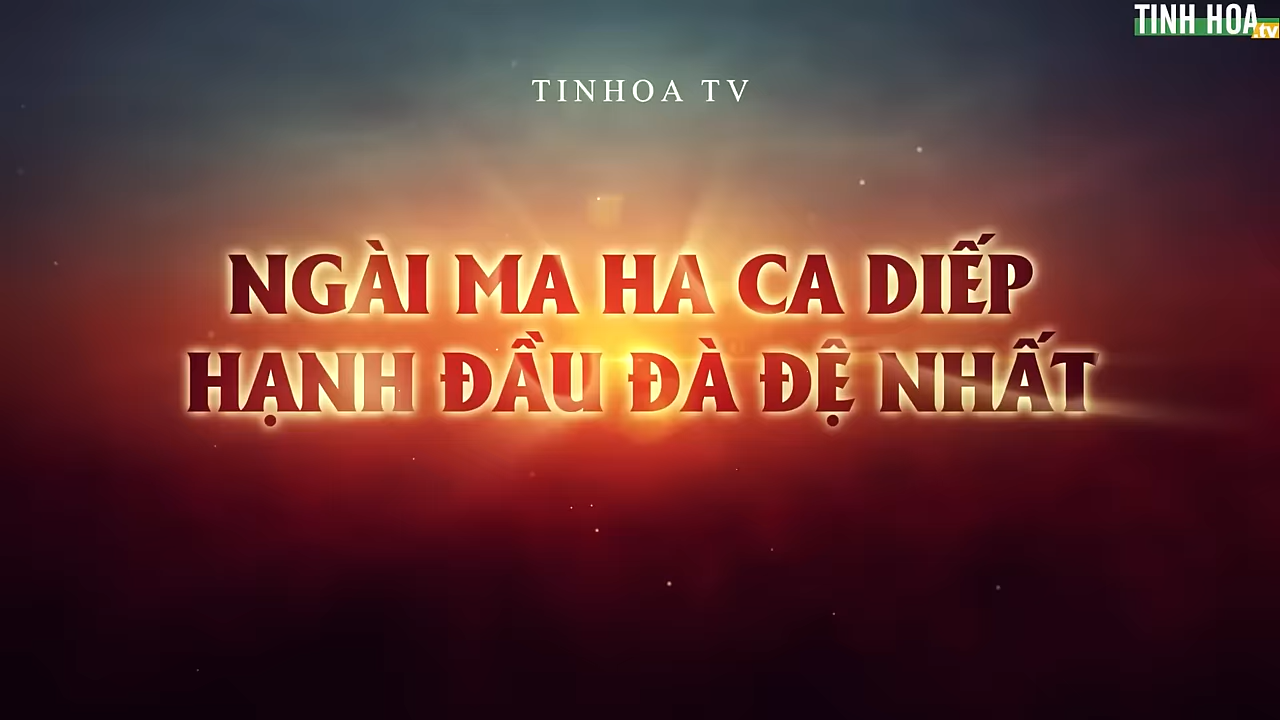 TINH HOA
.tv
TINHOA TV
NGÀI MA HA CA DIẾP
HẠNH ĐẦU ĐÀ ĐỆ NHẤT